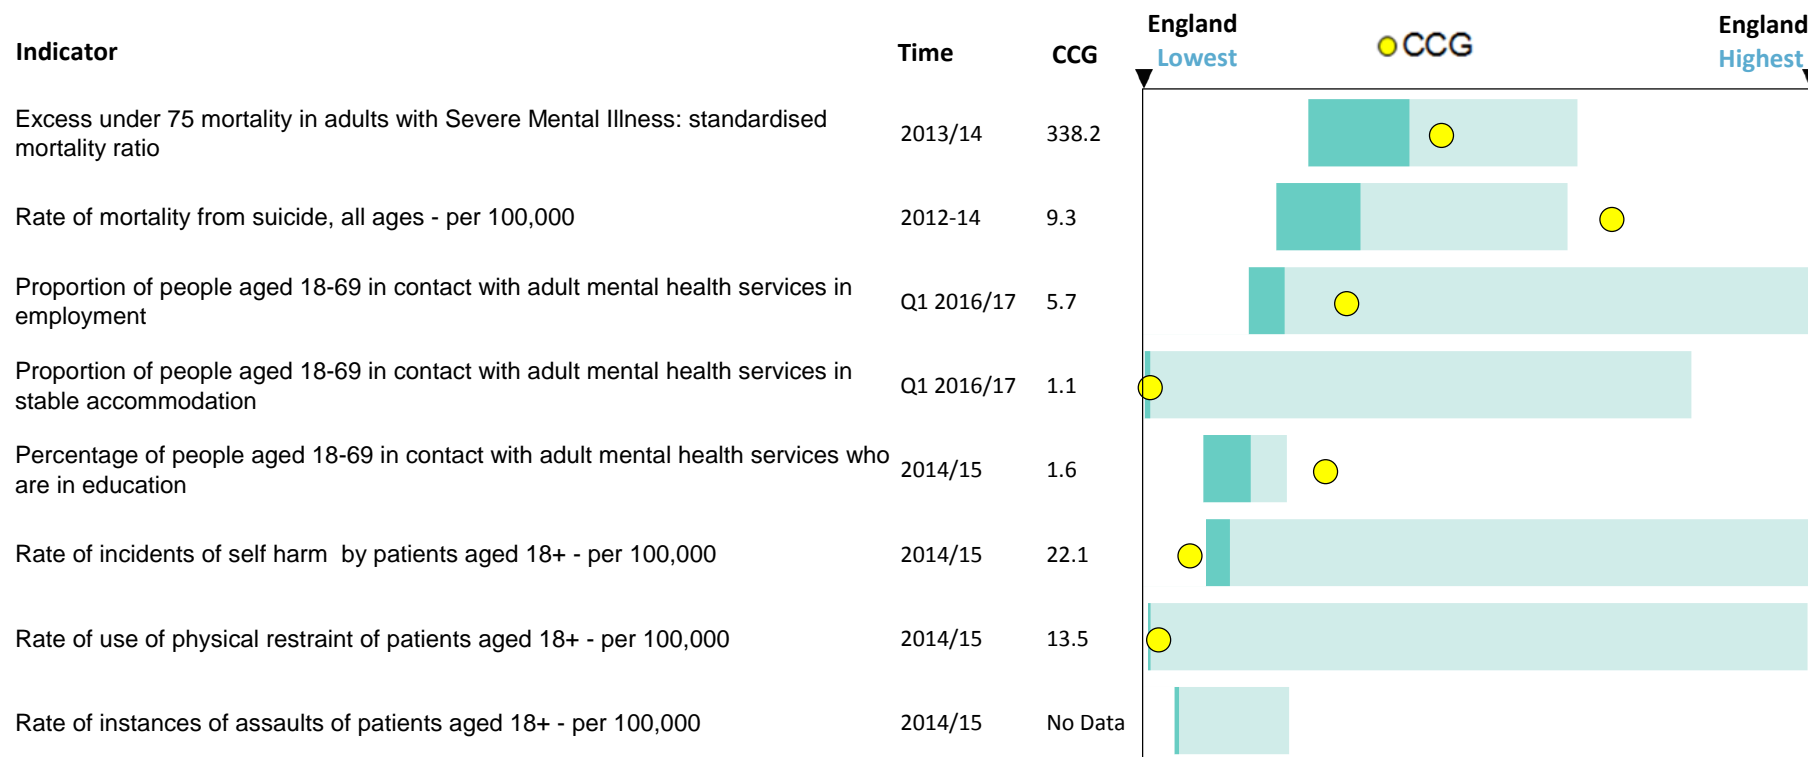 England
England
Indicator
Time
CCG
Lowest
CCG
Highest
Excess under 75 mortality in adults with Severe Mental Illness: standardised
mortality ratio
2013/14
338.2
Rate of mortality from suicide, all ages - per 100,000
2012-14
9.3
Proportion of people aged 18-69 in contact with adult mental health services in
employment
Q1 2016/17
5.7
Proportion of people aged 18-69 in contact with adult mental health services in
stable accommodation
Q1 2016/17
1.1
Percentage of people aged 18-69 in contact with adult mental health services who
are in education
2014/15
1.6
Rate of incidents of self harm  by patients aged 18+ - per 100,000
2014/15
22.1
Rate of use of physical restraint of patients aged 18+ - per 100,000
2014/15
13.5
Rate of instances of assaults of patients aged 18+ - per 100,000
2014/15
No Data